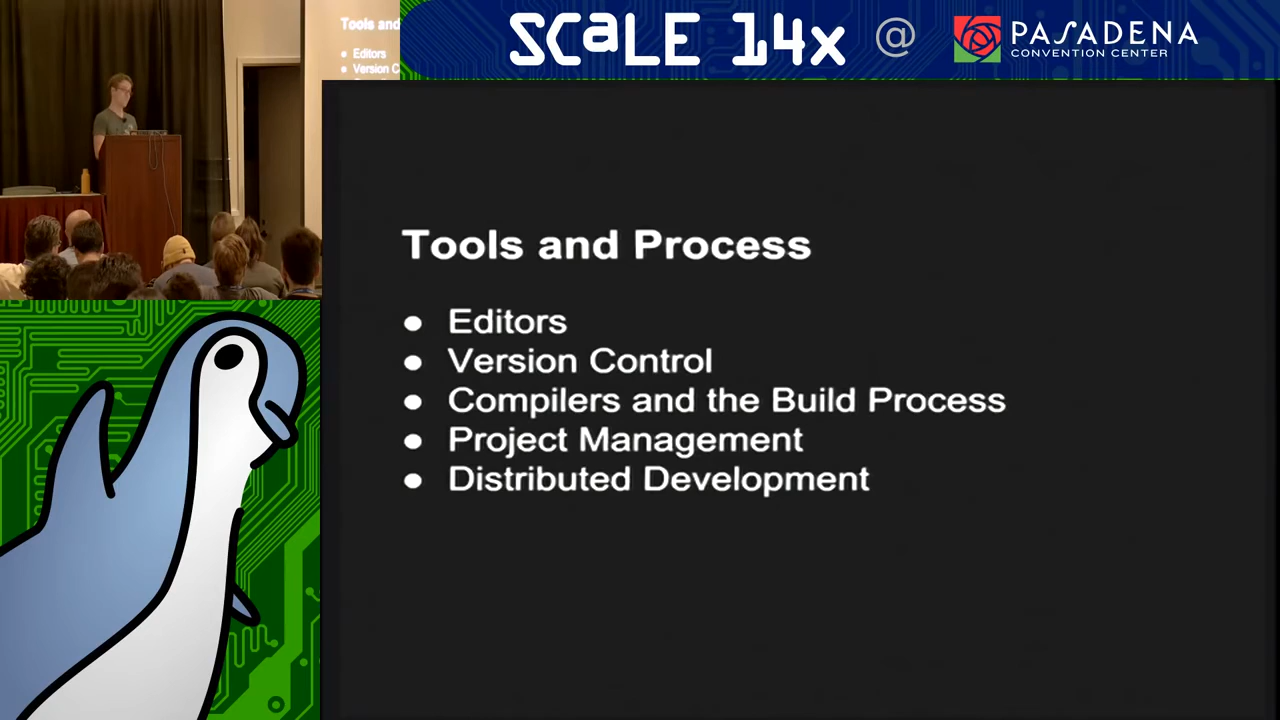 Tools and
Editors
Version C
SCaLE 14x @ PASADENA
CONVENTION CENTER
Tools and Process
● Editors
● Version Control
● Compilers and the Build Process
● Project Management
● Distributed Development